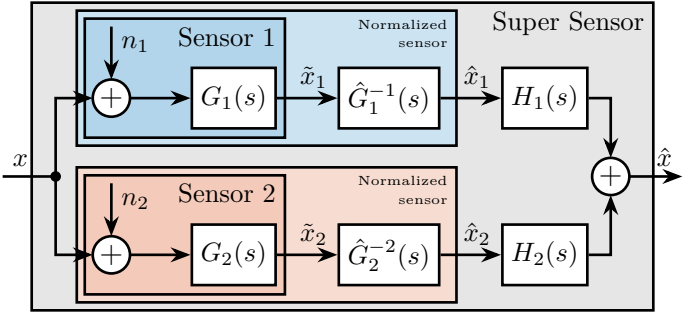 Super Sensor
Normalized
sensor
Sensor 1
n₁
+
G₁(s)
x̃₁
Ĝ₁⁻¹(s)
x̂₁
H₁(s)
x
+
x̂
Normalized
sensor
Sensor 2
n₂
+
G₂(s)
x̃₂
Ĝ₂⁻²(s)
x̂₂
H₂(s)